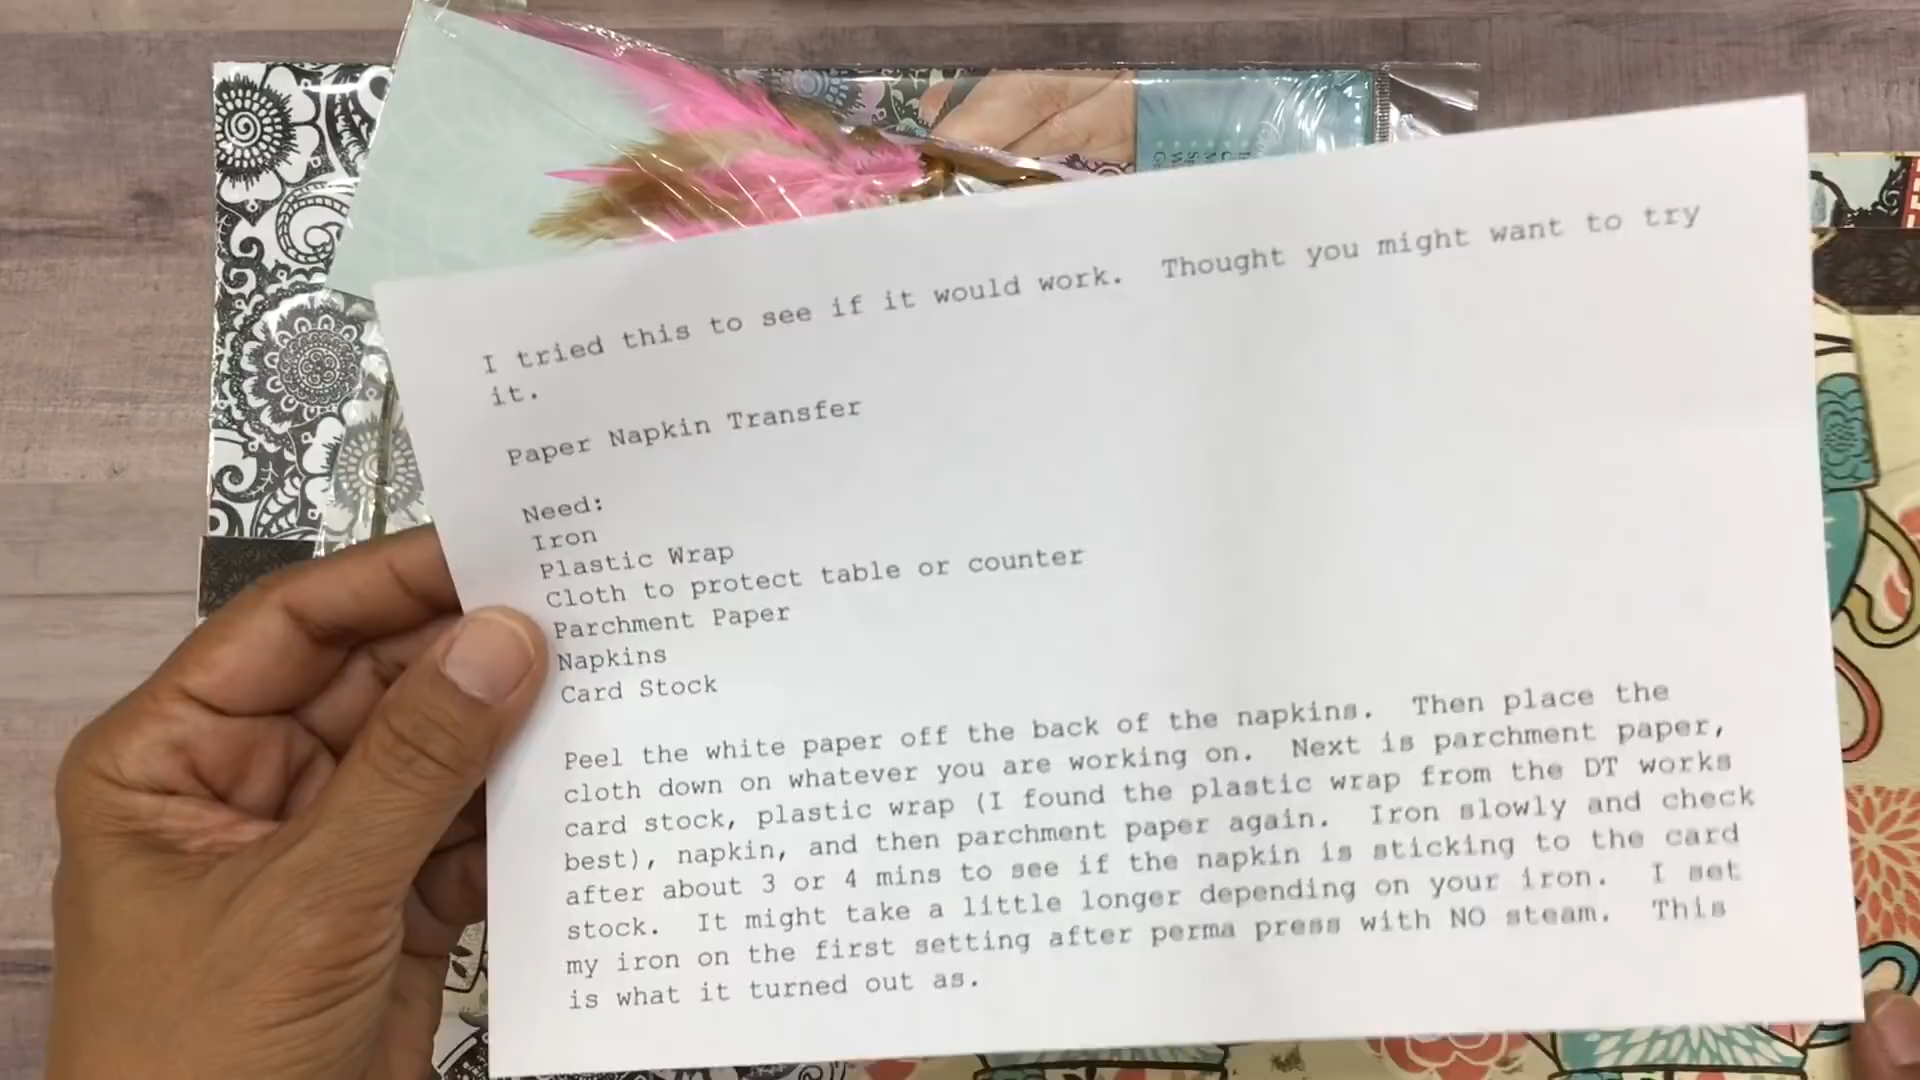 I tried this to see if it would work.  Thought you might want to try
it.
Paper Napkin Transfer
Need:
Iron
Plastic Wrap
Cloth to protect table or counter
Parchment Paper
Napkins
Card Stock
Peel the white paper off the back of the napkins.  Then place the
cloth down on whatever you are working on.  Next is parchment paper,
card stock, plastic wrap (I found the plastic wrap from the DT works
best), napkin, and then parchment paper again.  Iron slowly and check
after about 3 or 4 mins to see if the napkin is sticking to the card
stock.  It might take a little longer depending on your iron.  I set
my iron on the first setting after perma press with NO steam.  This
is what it turned out as.